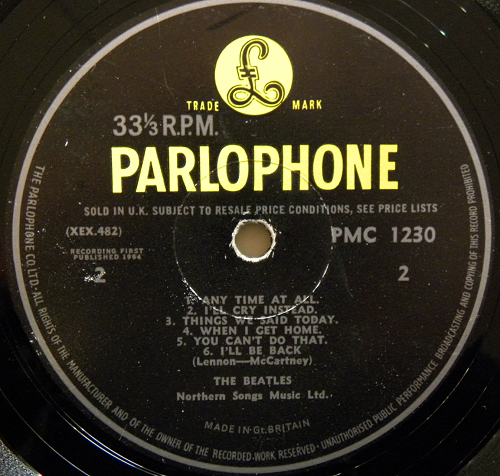 £
TRADE MARK
33⅓ R.P.M.
PARLOPHONE
SOLD IN U.K. SUBJECT TO RESALE PRICE CONDITIONS, SEE PRICE LISTS
(XEX.482) PMC 1230
RECORDING FIRST
PUBLISHED 1964
2 2
1. ANY TIME AT ALL.
2. I'LL CRY INSTEAD.
3. THINGS WE SAID TODAY.
4. WHEN I GET HOME.
5. YOU CAN'T DO THAT.
6. I'LL BE BACK
(Lennon—McCartney)
THE BEATLES
Northern Songs Music Ltd.
MADE IN Gt. BRITAIN
THE PARLOPHONE CO. LTD. · ALL RIGHTS OF THE MANUFACTURER AND OF THE OWNER OF THE RECORDED WORK RESERVED · UNAUTHORISED PUBLIC PERFORMANCE BROADCASTING AND COPYING OF THIS RECORD PROHIBITED